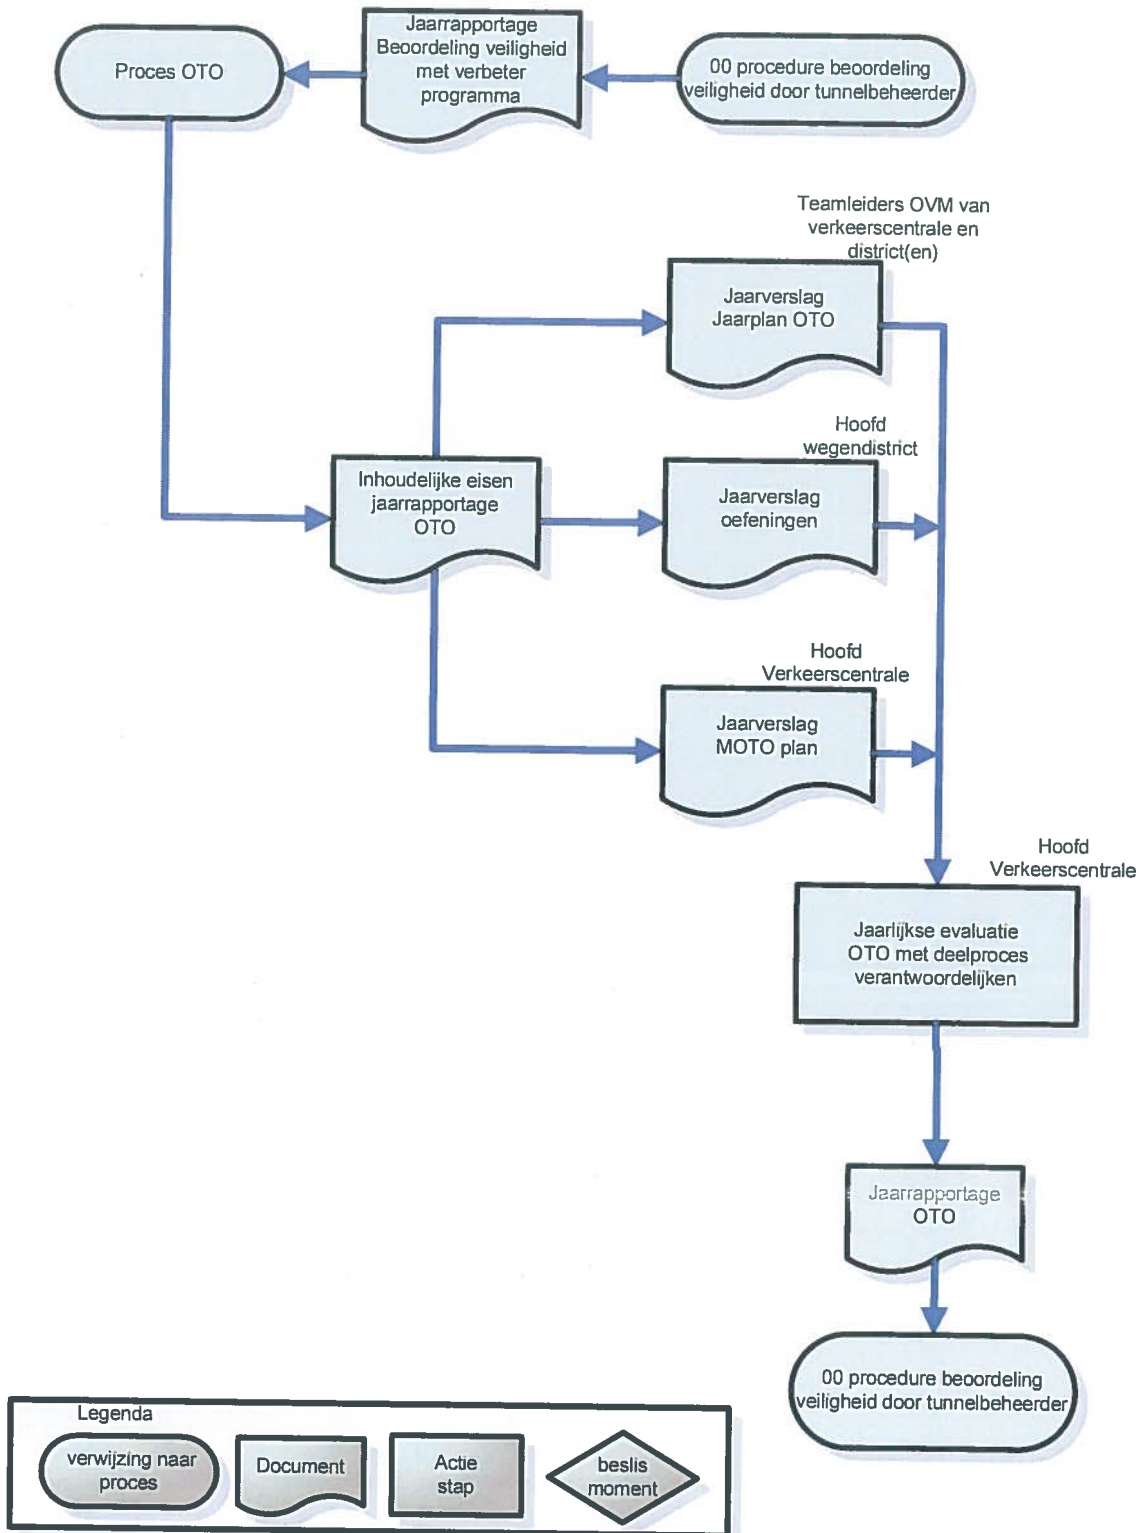 Proces OTO
Jaarrapportage
Beoordeling veiligheid
met verbeter
programma
00 procedure beoordeling
veiligheid door tunnelbeheerder
Teamleiders OVM van
verkeerscentrale en
district(en)
Jaarverslag
Jaarplan OTO
Hoofd
wegendistrict
Inhoudelijke eisen
jaarrapportage
OTO
Jaarverslag
oefeningen
Hoofd
Verkeerscentrale
Jaarverslag
MOTO plan
Hoofd
Verkeerscentrale
Jaarlijkse evaluatie
OTO met deelproces
verantwoordelijken
Jaarrapportage
OTO
00 procedure beoordeling
veiligheid door tunnelbeheerder
Legenda
verwijzing naar
proces
Document
Actie
stap
beslis
moment